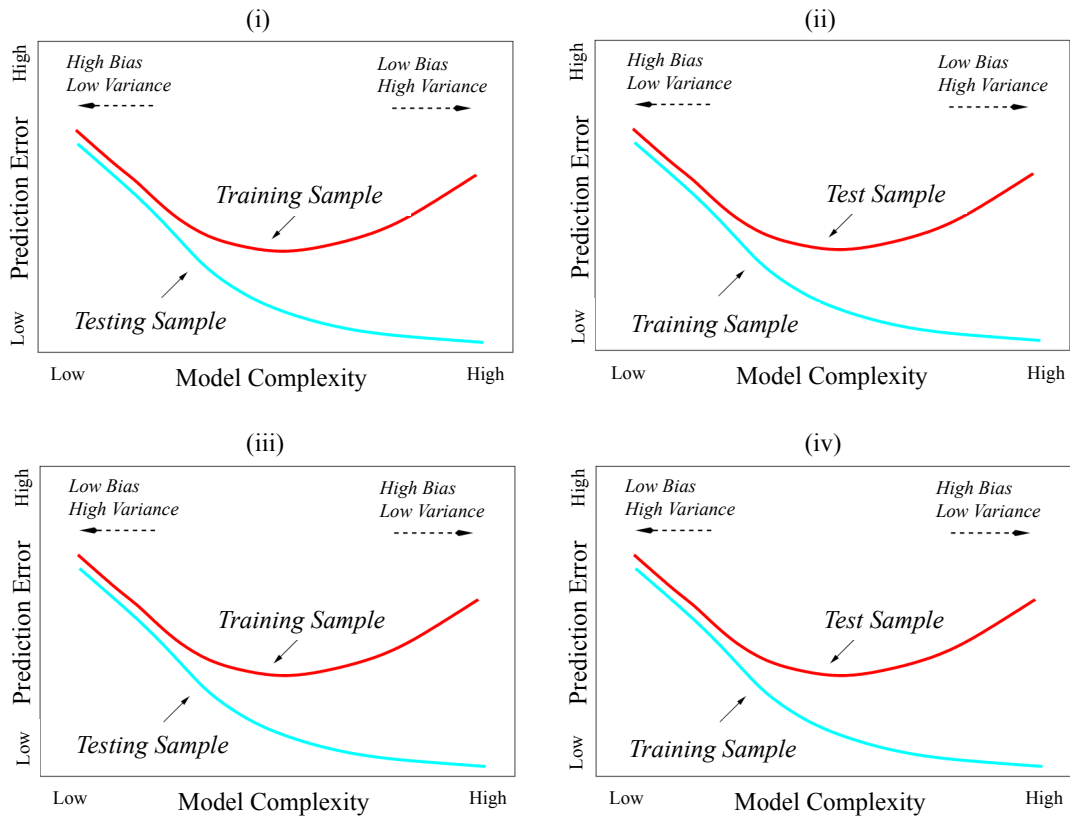 (i)
High
High Bias
Low Variance
Low Bias
High Variance
Prediction Error
Training Sample
Testing Sample
Low
Low
Model Complexity
High
(ii)
High
High Bias
Low Variance
Low Bias
High Variance
Prediction Error
Test Sample
Training Sample
Low
Low
Model Complexity
High
(iii)
High
Low Bias
High Variance
High Bias
Low Variance
Prediction Error
Training Sample
Testing Sample
Low
Low
Model Complexity
High
(iv)
High
Low Bias
High Variance
High Bias
Low Variance
Prediction Error
Test Sample
Training Sample
Low
Low
Model Complexity
High